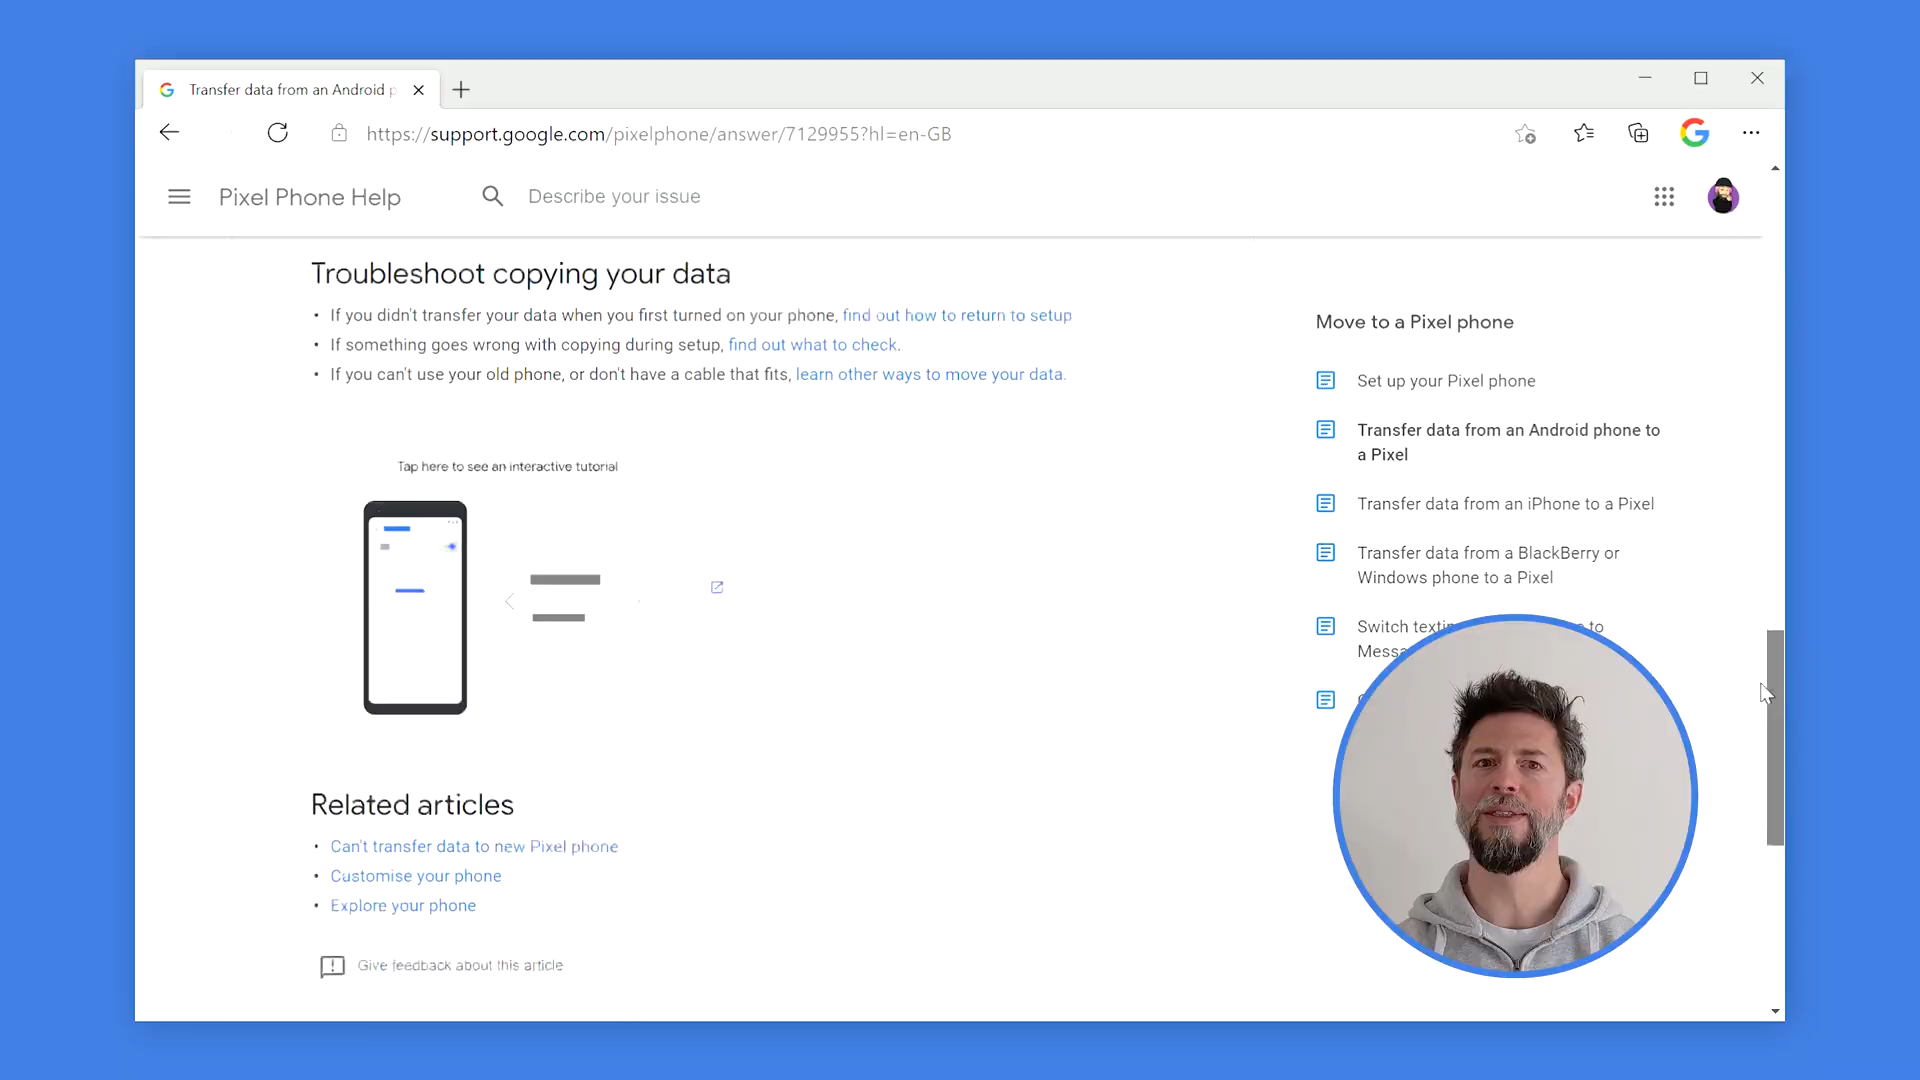 Transfer data from an Android p
https://support.google.com/pixelphone/answer/7129955?hl=en-GB
Pixel Phone Help
Describe your issue
Troubleshoot copying your data
• If you didn't transfer your data when you first turned on your phone, find out how to return to setup
• If something goes wrong with copying during setup, find out what to check.
• If you can't use your old phone, or don't have a cable that fits, learn other ways to move your data.
Tap here to see an interactive tutorial
Related articles
• Can't transfer data to new Pixel phone
• Customise your phone
• Explore your phone
Give feedback about this article
Move to a Pixel phone
Set up your Pixel phone
Transfer data from an Android phone to
a Pixel
Transfer data from an iPhone to a Pixel
Transfer data from a BlackBerry or
Windows phone to a Pixel
Switch to